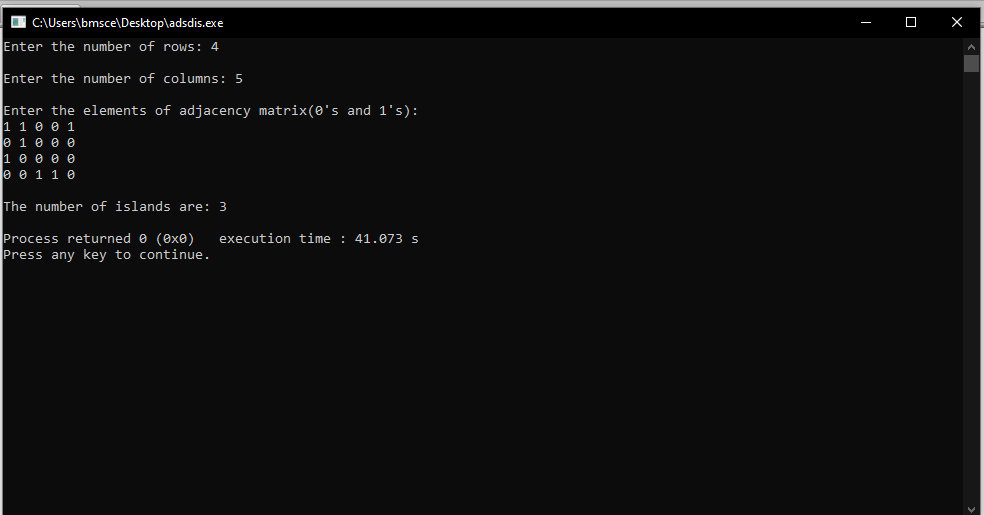 C:\Users\bmsce\Desktop\adsdis.exe
Enter the number of rows: 4
Enter the number of columns: 5
Enter the elements of adjacency matrix(0's and 1's):
1 1 0 0 1
0 1 0 0 0
1 0 0 0 0
0 0 1 1 0
The number of islands are: 3
Process returned 0 (0x0)   execution time : 41.073 s
Press any key to continue.